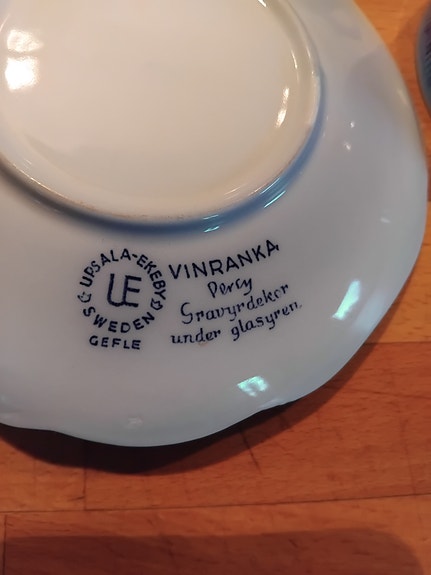 UPSALA-EKEBY
UE
SWEDEN
GEFLE
VINRANKA
Percy
Gravyrdekor
under glasyren.